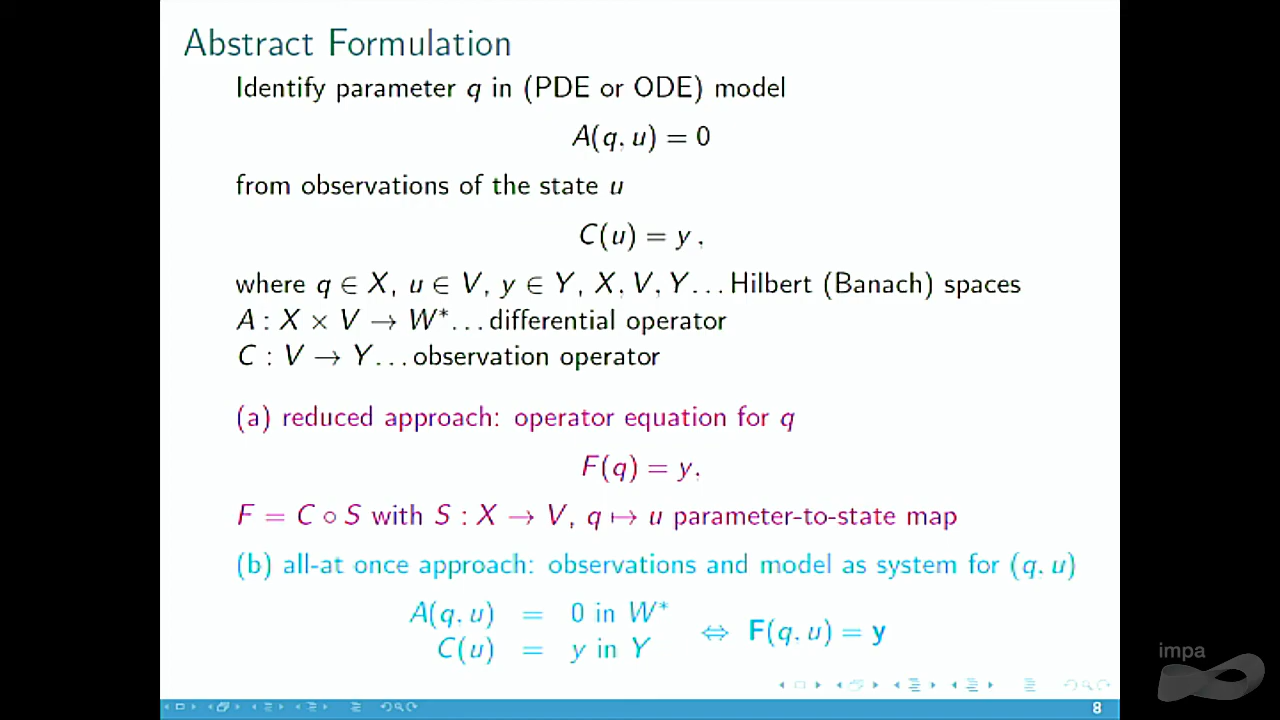 Abstract Formulation
Identify parameter q in (PDE or ODE) model
A(q, u) = 0
from observations of the state u
C(u) = y ,
where q ∈ X, u ∈ V, y ∈ Y, X, V, Y . . . Hilbert (Banach) spaces
A : X × V → W* . . . differential operator
C : V → Y . . . observation operator
(a) reduced approach: operator equation for q
F(q) = y ,
F = C ∘ S with S : X → V, q ↦ u parameter-to-state map
(b) all-at once approach: observations and model as system for (q, u)
A(q, u) = 0 in W*
C(u) = y in Y
⇔ F(q, u) = y
impa
8